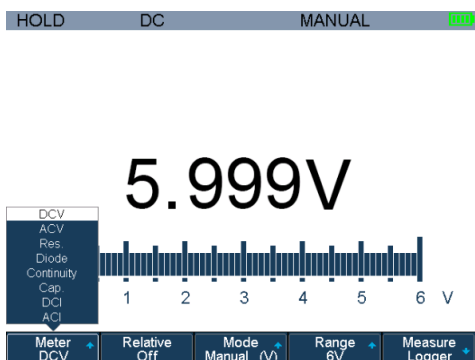 HOLD DC MANUAL
5.999V
DCV
ACV
Res.
Diode
Continuity
Cap.
DCI
ACI
1 2 3 4 5 6 V
Meter Relative Mode Range Measure
DCV Off Manual (V) 6V Logger